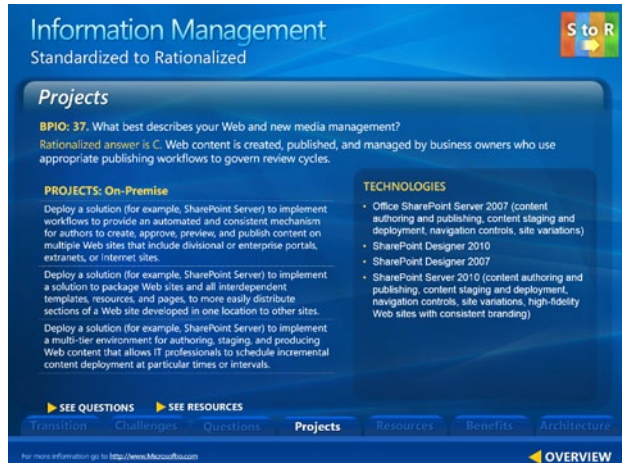 Information Management
S to R
Standardized to Rationalized
Projects
BPIO: 37. What best describes your Web and new media management?
Rationalized answer is C. Web content is created, published, and managed by business owners who use
appropriate publishing workflows to govern review cycles.
PROJECTS: On-Premise
Deploy a solution (for example, SharePoint Server) to implement
workflows to provide an automated and consistent mechanism
for authors to create, approve, preview, and publish content on
multiple Web sites that include divisional or enterprise portals,
extranets, or Internet sites.
Deploy a solution (for example, SharePoint Server) to implement
a solution to package Web sites and all interdependent
templates, resources, and pages, to more easily distribute
sections of a Web site developed in one location to other sites.
Deploy a solution (for example, SharePoint Server) to implement
a multi-tier environment for authoring, staging, and producing
Web content that allows IT professionals to schedule incremental
content deployment at particular times or intervals.
TECHNOLOGIES
• Office SharePoint Server 2007 (content
authoring and publishing, content staging and
deployment, navigation controls, site variations)
• SharePoint Designer 2010
• SharePoint Designer 2007
• SharePoint Server 2010 (content authoring and
publishing, content staging and deployment,
navigation controls, site variations, high-fidelity
Web sites with consistent branding)
SEE QUESTIONS SEE RESOURCES
Transition Challenges Questions Projects Resources Benefits Architecture
For more information go to http://www.Microsoftio.com
OVERVIEW